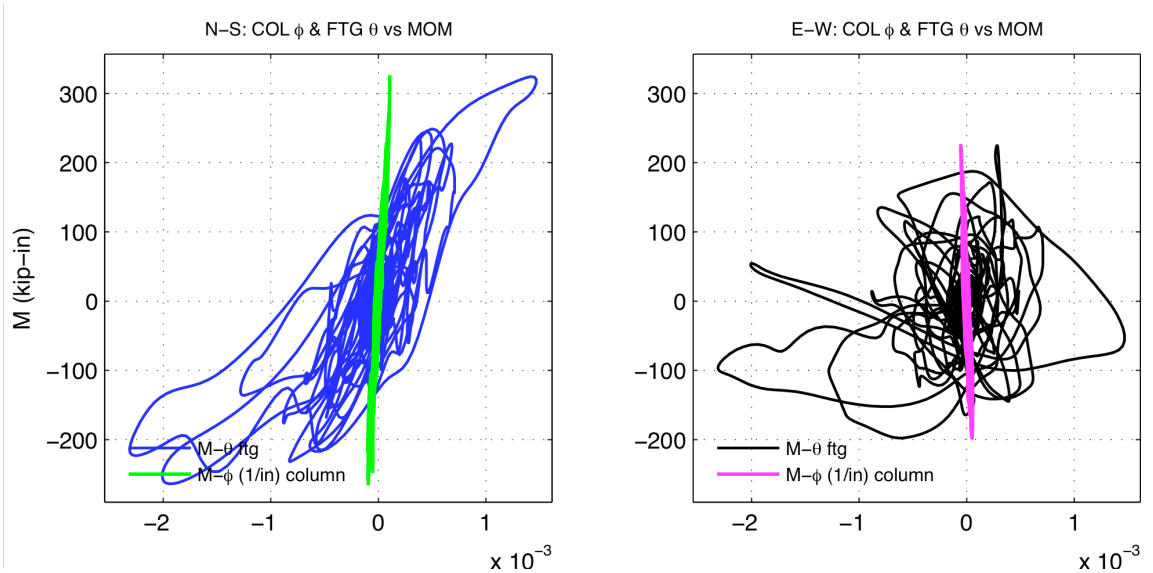 N−S: COL ϕ & FTG θ vs MOM
M (kip−in)
300
200
100
0
−100
−200
M−θ ftg
M−ϕ (1/in) column
−2
−1
0
1
x 10⁻³
E−W: COL ϕ & FTG θ vs MOM
300
200
100
0
−100
−200
M−θ ftg
M−ϕ (1/in) column
−2
−1
0
1
x 10⁻³